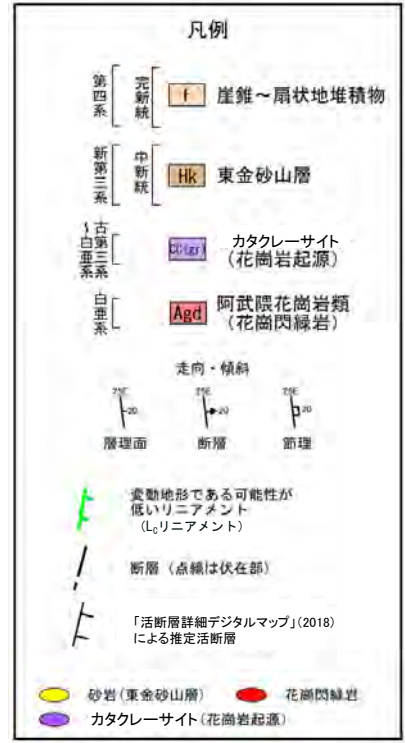 凡例
第四系
完新統
f
崖錐～扇状地堆積物
新第三系
中新統
Hk
東金砂山層
古第三系
～白亜系
CC(gr)
カタクレーサイト
(花崗岩起源)
白亜系
Agd
阿武隈花崗岩類
(花崗閃緑岩)
走向・傾斜
25E
20
25E
20
25E
20
層理面
断層
節理
変動地形である可能性が
低いリニアメント
(LCリニアメント)
断層 (点線は伏在部)
「活断層詳細デジタルマップ」(2018)
による推定活断層
砂岩(東金砂山層)
花崗閃緑岩
カタクレーサイト(花崗岩起源)